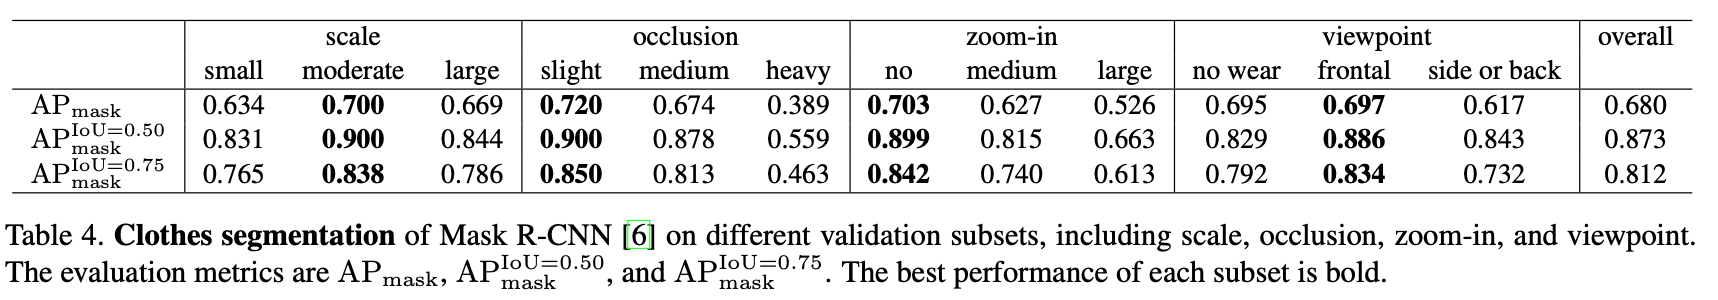 scale occlusion zoom-in viewpoint overall
small moderate large slight medium heavy no medium large no wear frontal side or back
AP_mask 0.634 0.700 0.669 0.720 0.674 0.389 0.703 0.627 0.526 0.695 0.697 0.617 0.680
AP_mask^IoU=0.50 0.831 0.900 0.844 0.900 0.878 0.559 0.899 0.815 0.663 0.829 0.886 0.843 0.873
AP_mask^IoU=0.75 0.765 0.838 0.786 0.850 0.813 0.463 0.842 0.740 0.613 0.792 0.834 0.732 0.812
Table 4. Clothes segmentation of Mask R-CNN [6] on different validation subsets, including scale, occlusion, zoom-in, and viewpoint.
The evaluation metrics are AP_mask, AP_mask^IoU=0.50, and AP_mask^IoU=0.75. The best performance of each subset is bold.